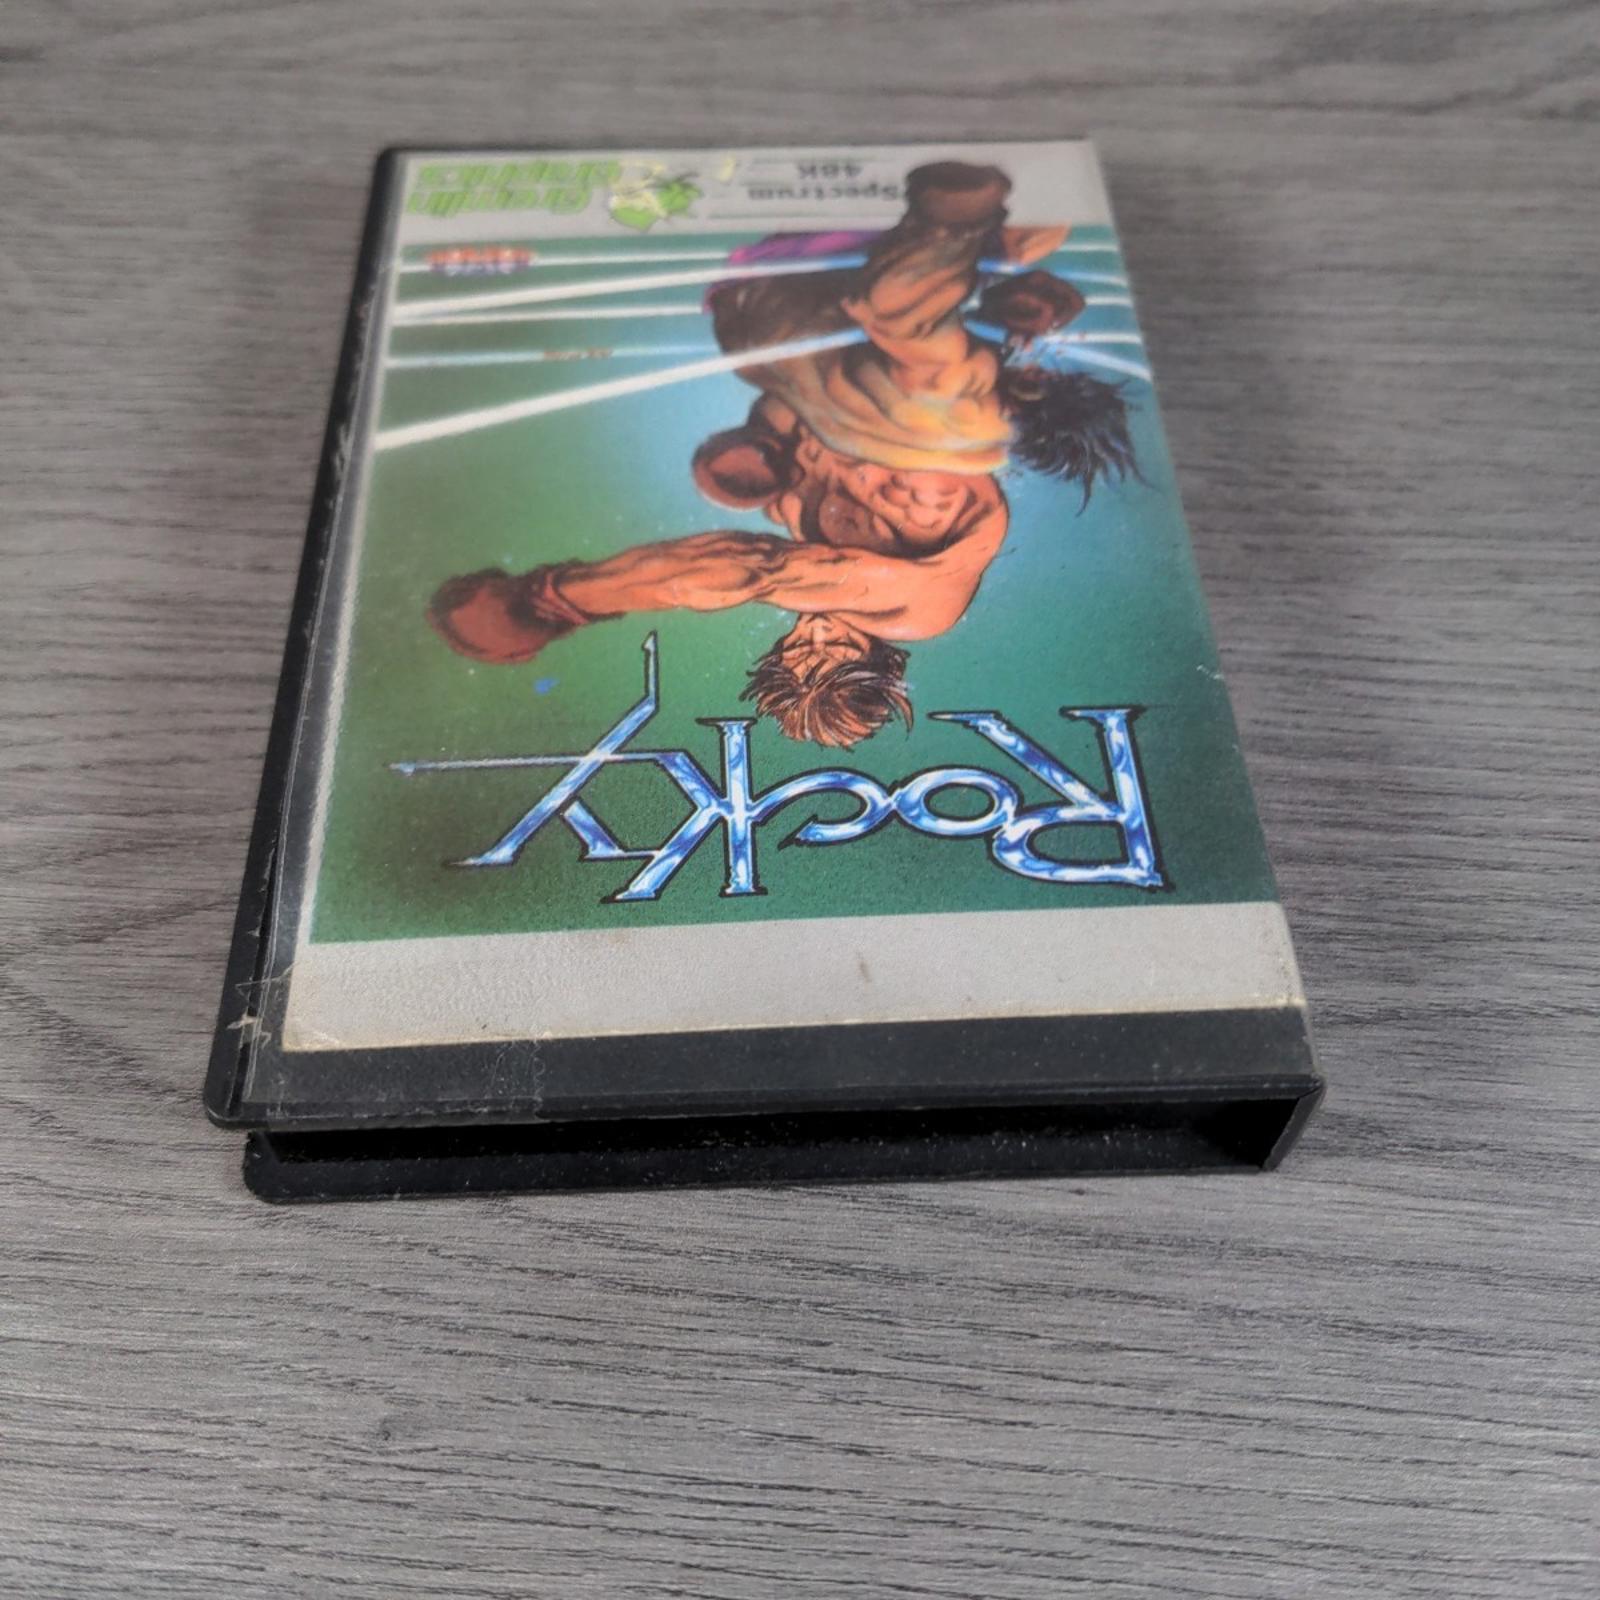 Rocky
Spectrum
48K
Gremlin
Graphics